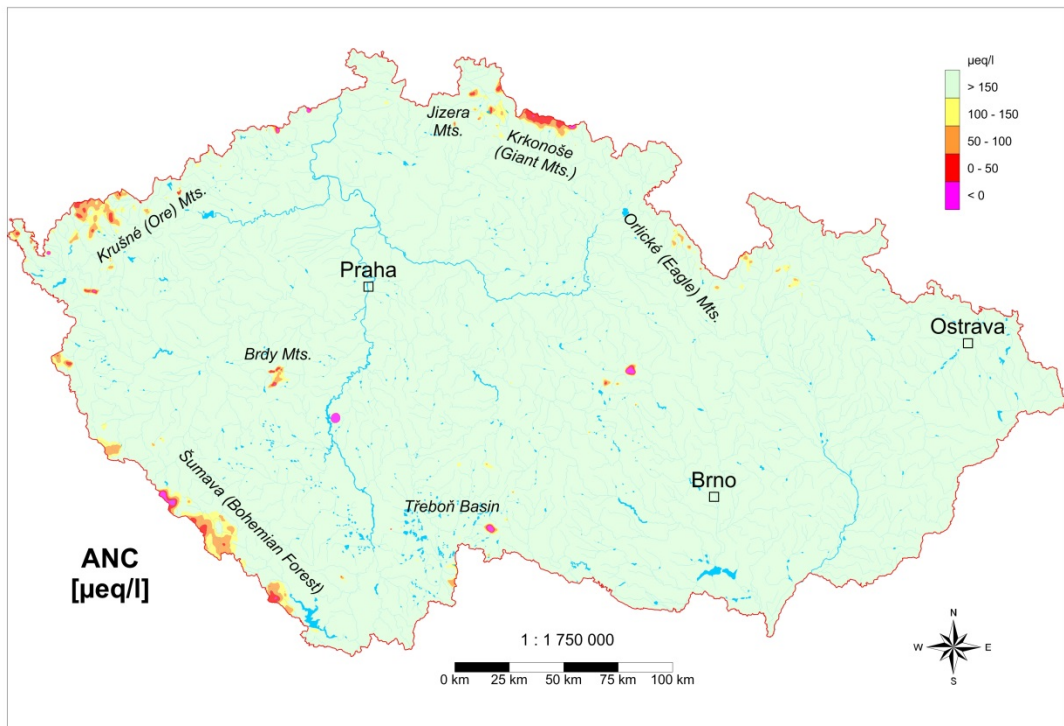 µeq/l
> 150
100 - 150
50 - 100
0 - 50
< 0
Jizera
Mts.
Krkonoše
(Giant Mts.)
Krušné (Ore) Mts.
Orlické (Eagle) Mts.
Praha
Ostrava
Brdy Mts.
Šumava (Bohemian Forest)
Třeboň Basin
Brno
ANC
[µeq/l]
1 : 1 750 000
0 km 25 km 50 km 75 km 100 km
N
W E
S